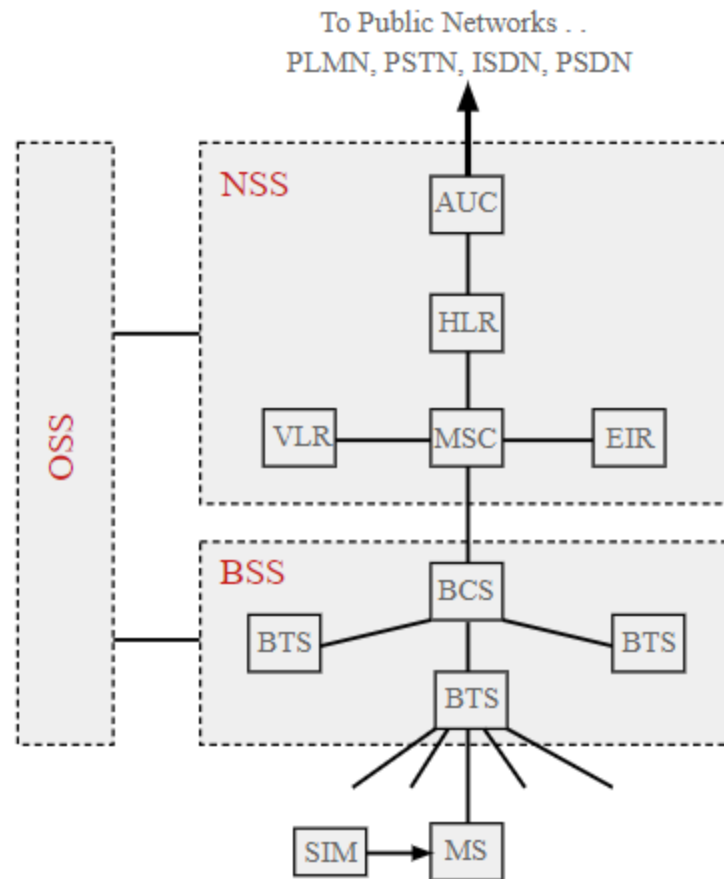 To Public Networks . .
PLMN, PSTN, ISDN, PSDN
NSS
AUC
HLR
VLR
MSC
EIR
OSS
BSS
BCS
BTS
BTS
BTS
SIM
MS